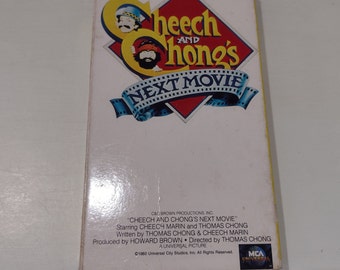 Cheech
AND
Chong's
NEXT MOVIE
C&C BROWN PRODUCTIONS, INC.
"CHEECH AND CHONG'S NEXT MOVIE"
Starring CHEECH MARIN and THOMAS CHONG
Written by THOMAS CHONG & CHEECH MARIN
Produced by HOWARD BROWN • Directed by THOMAS CHONG
A UNIVERSAL PICTURE
©1980 Universal City Studios, Inc. All Rights Reserved.
MCA